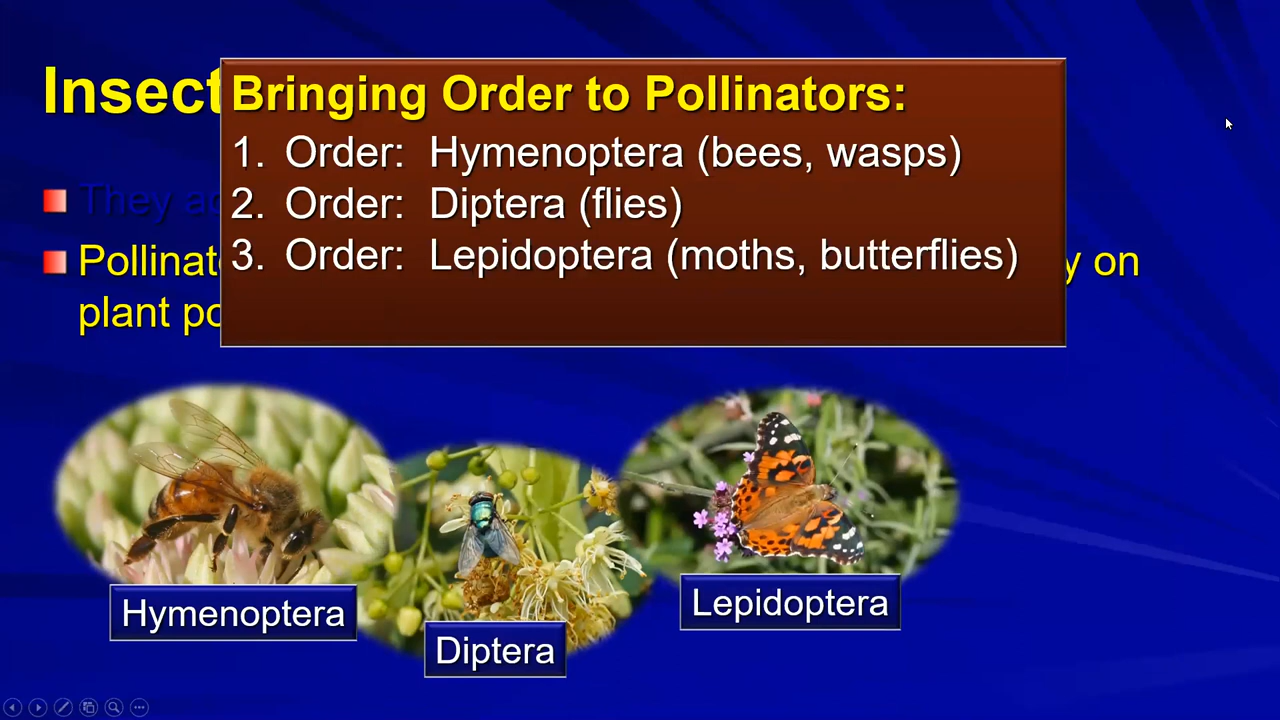 Insect
Bringing Order to Pollinators:
1. Order: Hymenoptera (bees, wasps)
2. Order: Diptera (flies)
3. Order: Lepidoptera (moths, butterflies)
They
Pollinat
y on
plant po
Hymenoptera
Diptera
Lepidoptera